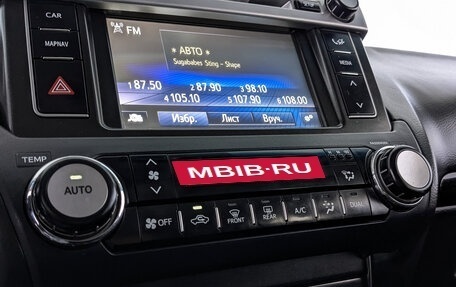 CAR
MAPNAV
FM
* АВТО *
Sugababes Sting - Shape
1 87.50 2 87.90 3 98.10
4 105.10 5 107.90 6 108.00
Избр. Лист Вруч.
MEDIA
TEMP
PASSENGER
AUTO
MBIB-RU
OFF
FRONT
REAR
A/C
DUAL